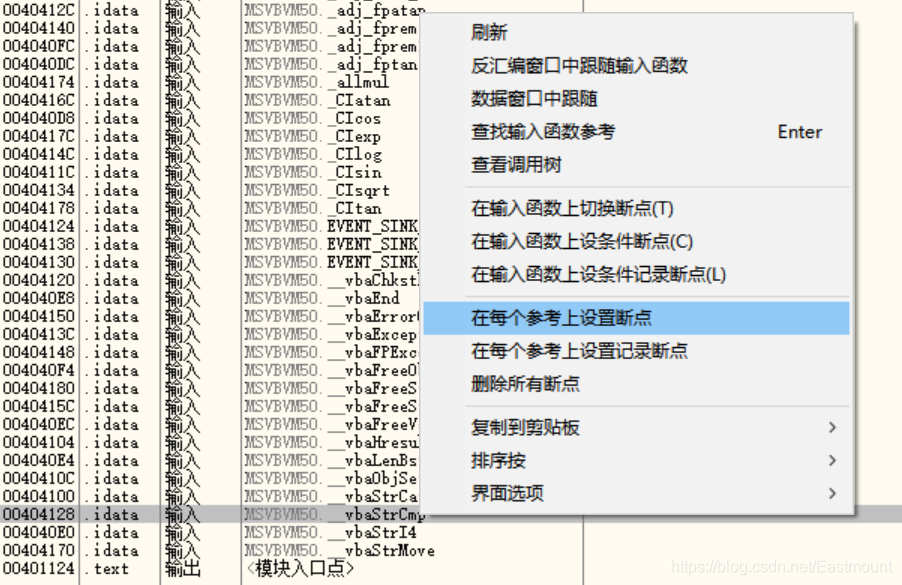 0040412C .idata 输入 MSVBVM50._adj_fpatan
00404140 .idata 输入 MSVBVM50._adj_fprem
004040FC .idata 输入 MSVBVM50._adj_fprem
004040DC .idata 输入 MSVBVM50._adj_fptan
00404174 .idata 输入 MSVBVM50._allmul
0040416C .idata 输入 MSVBVM50._CIatan
004040D8 .idata 输入 MSVBVM50._CIcos
0040417C .idata 输入 MSVBVM50._CIexp
0040414C .idata 输入 MSVBVM50._CIlog
0040411C .idata 输入 MSVBVM50._CIsin
00404134 .idata 输入 MSVBVM50._CIsqrt
00404178 .idata 输入 MSVBVM50._CItan
00404124 .idata 输入 MSVBVM50.EVENT_SINK
00404138 .idata 输入 MSVBVM50.EVENT_SINK
00404130 .idata 输入 MSVBVM50.EVENT_SINK
00404120 .idata 输入 MSVBVM50.__vbaChkst
004040E8 .idata 输入 MSVBVM50.__vbaEnd
00404150 .idata 输入 MSVBVM50.__vbaError
0040413C .idata 输入 MSVBVM50.__vbaExcep
00404148 .idata 输入 MSVBVM50.__vbaFPExc
004040F4 .idata 输入 MSVBVM50.__vbaFreeO
00404180 .idata 输入 MSVBVM50.__vbaFreeS
0040415C .idata 输入 MSVBVM50.__vbaFreeS
004040EC .idata 输入 MSVBVM50.__vbaFreeV
00404104 .idata 输入 MSVBVM50.__vbaHresu
004040E4 .idata 输入 MSVBVM50.__vbaLenBs
0040410C .idata 输入 MSVBVM50.__vbaObjSe
00404100 .idata 输入 MSVBVM50.__vbaStrCa
00404128 .idata 输入 MSVBVM50.__vbaStrCmp
004040E0 .idata 输入 MSVBVM50.__vbaStrI4
00404170 .idata 输入 MSVBVM50.__vbaStrMove
00401124 .text 输出 <模块入口点>
刷新
反汇编窗口中跟随输入函数
数据窗口中跟随
查找输入函数参考 Enter
查看调用树
在输入函数上切换断点(T)
在输入函数上设条件断点(C)
在输入函数上设条件记录断点(L)
在每个参考上设置断点
在每个参考上设置记录断点
删除所有断点
复制到剪贴板 >
排序按 >
界面选项 >
https://blog.csdn.net/Eastmount